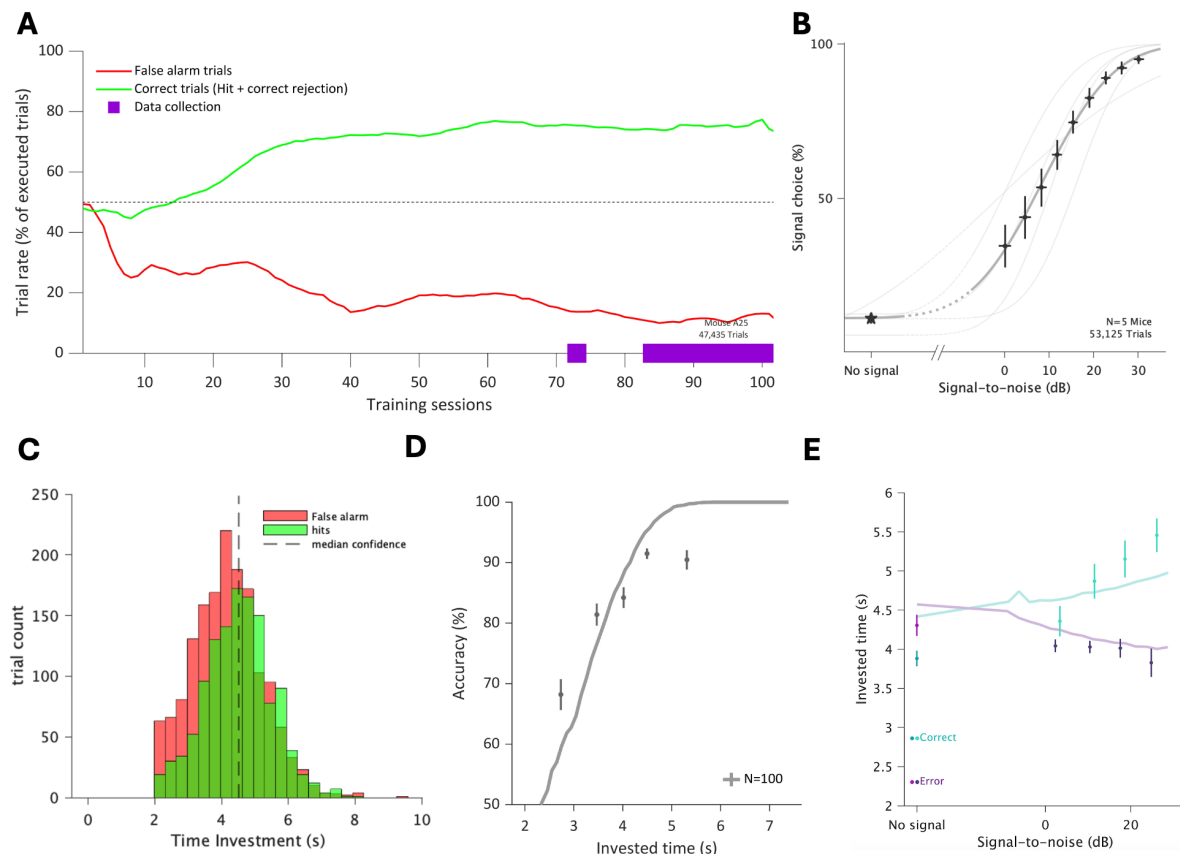 A
Trial rate (% of executed trials)
100
80
60
40
20
0
False alarm trials
Correct trials (Hit + correct rejection)
Data collection
Mouse A25
47,435 Trials
10 20 30 40 50 60 70 80 90 100
Training sessions
B
Signal choice (%)
100
50
N=5 Mice
53,125 Trials
No signal 0 10 20 30
Signal-to-noise (dB)
C
trial count
250
200
150
100
50
0
False alarm
hits
median confidence
0 2 4 6 8 10
Time Investment (s)
D
Accuracy (%)
100
90
80
70
60
50
N=100
2 3 4 5 6 7
Invested time (s)
E
Invested time (s)
6
5.5
5
4.5
4
3.5
3
2.5
2
Correct
Error
No signal 0 20
Signal-to-noise (dB)